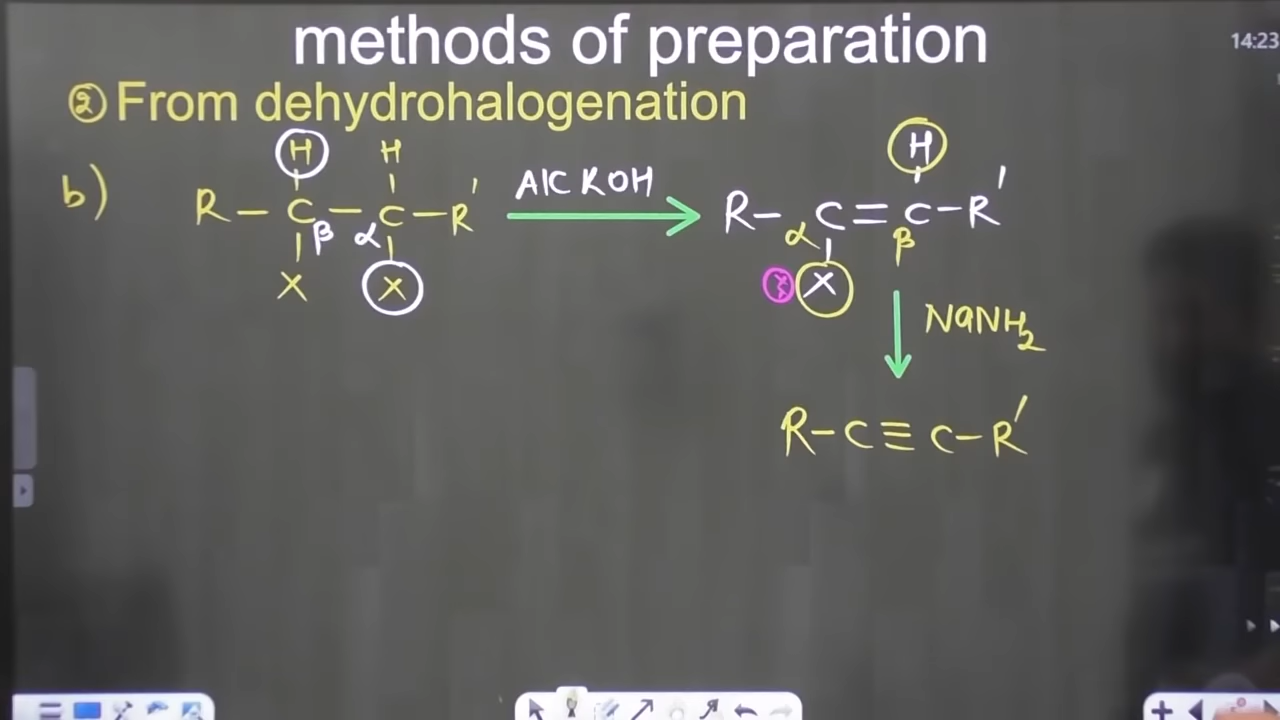 methods of preparation
14:23
② From dehydrohalogenation
b)
H H
R – C – C – R'
β α
X X
Alc KOH
H
R – C = C – R'
α β
X
NaNH₂
R – C ≡ C – R'